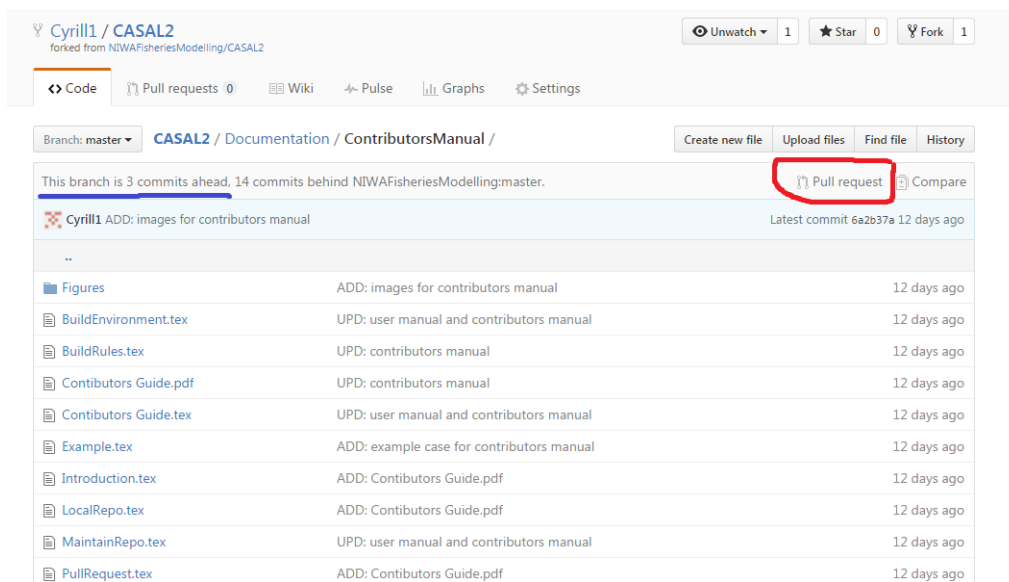 Cyrill1 / CASAL2
forked from NIWAFisheriesModelling/CASAL2
Unwatch 1 Star 0 Fork 1
Code Pull requests 0 Wiki Pulse Graphs Settings
Branch: master CASAL2 / Documentation / ContributorsManual /
Create new file Upload files Find file History
This branch is 3 commits ahead, 14 commits behind NIWAFisheriesModelling:master. Pull request Compare
Cyrill1 ADD: images for contributors manual Latest commit 6a2b37a 12 days ago
..
Figures ADD: images for contributors manual 12 days ago
BuildEnvironment.tex UPD: user manual and contributors manual 12 days ago
BuildRules.tex UPD: contributors manual 12 days ago
Contibutors Guide.pdf UPD: contributors manual 12 days ago
Contibutors Guide.tex UPD: user manual and contributors manual 12 days ago
Example.tex ADD: example case for contributors manual 12 days ago
Introduction.tex ADD: Contibutors Guide.pdf 12 days ago
LocalRepo.tex ADD: Contibutors Guide.pdf 12 days ago
MaintainRepo.tex UPD: user manual and contributors manual 12 days ago
PullRequest.tex ADD: Contibutors Guide.pdf 12 days ago